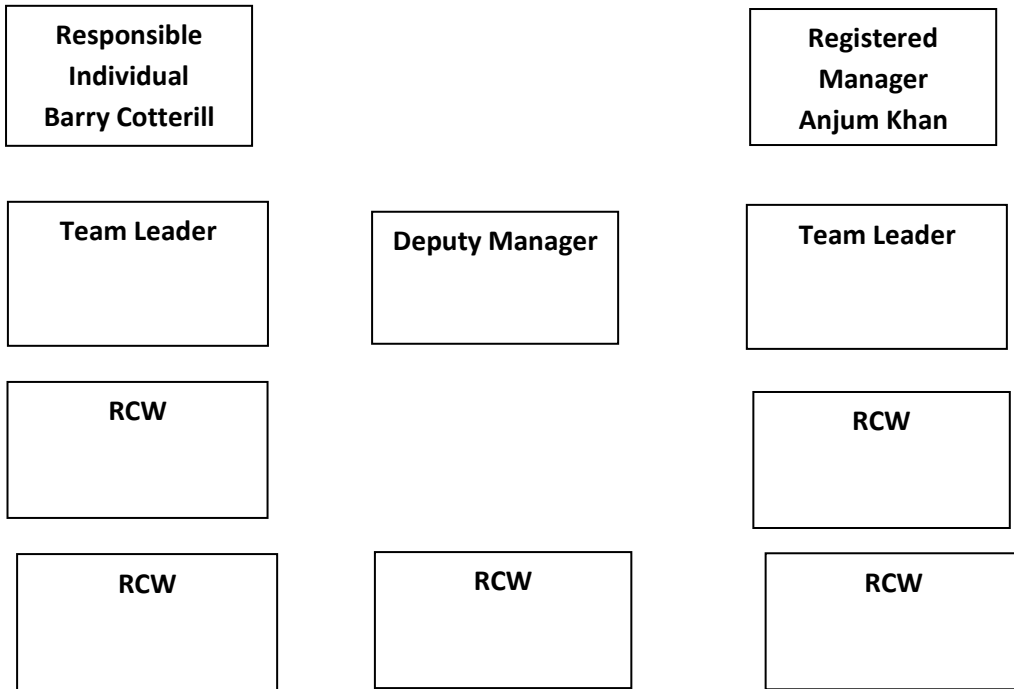 Responsible
Individual
Barry Cotterill
Registered
Manager
Anjum Khan
Team Leader
Deputy Manager
Team Leader
RCW
RCW
RCW
RCW
RCW